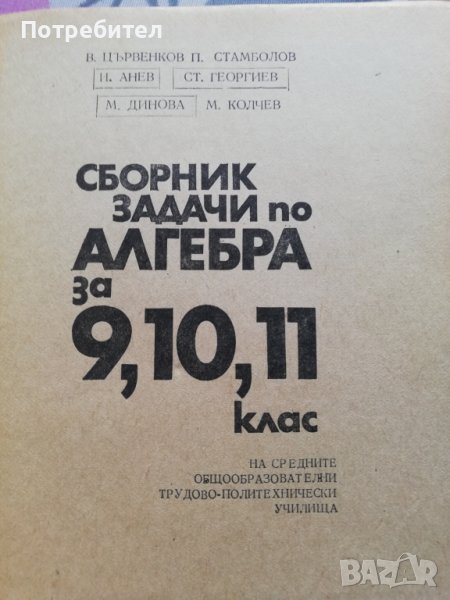 Потребител
В. ЦЪРВЕНКОВ П. СТАМБОЛОВ
И. АНЕВ СТ. ГЕОРГИЕВ
М. ДИНОВА М. КОЛЧЕВ
СБОРНИК
ЗАДАЧИ по
АЛГЕБРА
за
9,10,11
клас
НА СРЕДНИТЕ
ОБЩООБРАЗОВАТЕЛНИ
ТРУДОВО-ПОЛИТЕХНИЧЕСКИ
УЧИЛИЩА
BAZAR